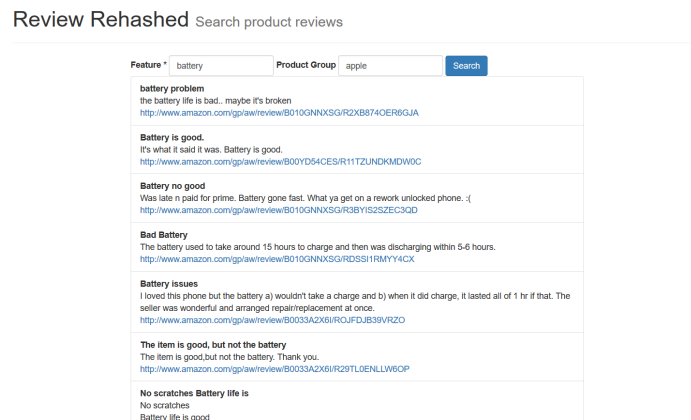 Review Rehashed Search product reviews
Feature * battery Product Group apple Search
battery problem
the battery life is bad.. maybe it's broken
http://www.amazon.com/gp/aw/review/B010GNNXSG/R2XB874OER6GJA
Battery is good.
It's what it said it was. Battery is good.
http://www.amazon.com/gp/aw/review/B00YD54CES/R11TZUNDKMDW0C
Battery no good
Was late n paid for prime. Battery gone fast. What ya get on a rework unlocked phone. :(
http://www.amazon.com/gp/aw/review/B010GNNXSG/R3BYIS2SZEC3QD
Bad Battery
The battery used to take around 15 hours to charge and then was discharging within 5-6 hours.
http://www.amazon.com/gp/aw/review/B010GNNXSG/RDSSI1RMYY4CX
Battery issues
I loved this phone but the battery a) wouldn't take a charge and b) when it did charge, it lasted all of 1 hr if that. The
seller was wonderful and arranged repair/replacement at once.
http://www.amazon.com/gp/aw/review/B0033A2X6I/ROJFDJB39VRZO
The item is good, but not the battery
The item is good,but not the battery. Thank you.
http://www.amazon.com/gp/aw/review/B0033A2X6I/R29TL0ENLLW6OP
No scratches Battery life is
No scratches
Battery life is good